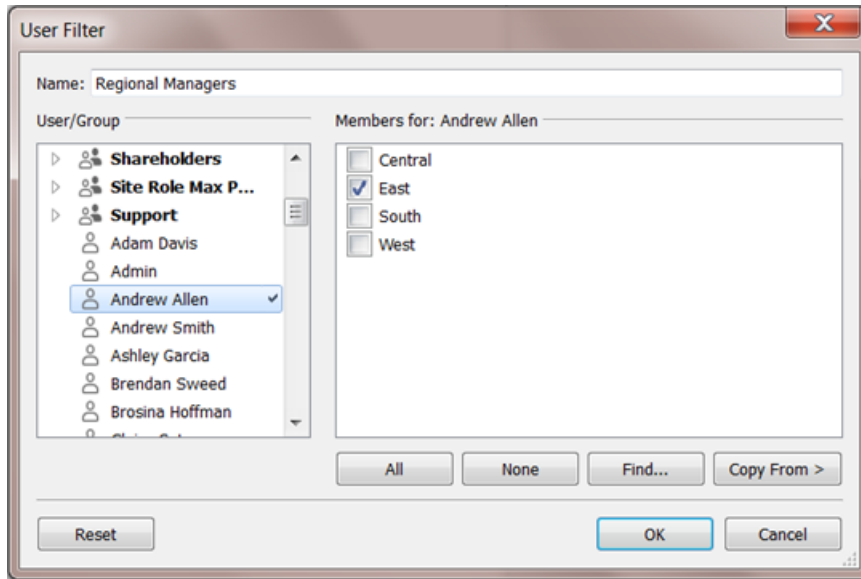 User Filter
Name: Regional Managers
User/Group
Members for: Andrew Allen
Shareholders
Site Role Max P...
Support
Adam Davis
Admin
Andrew Allen
Andrew Smith
Ashley Garcia
Brendan Sweed
Brosina Hoffman
Central
East
South
West
All
None
Find...
Copy From >
Reset
OK
Cancel